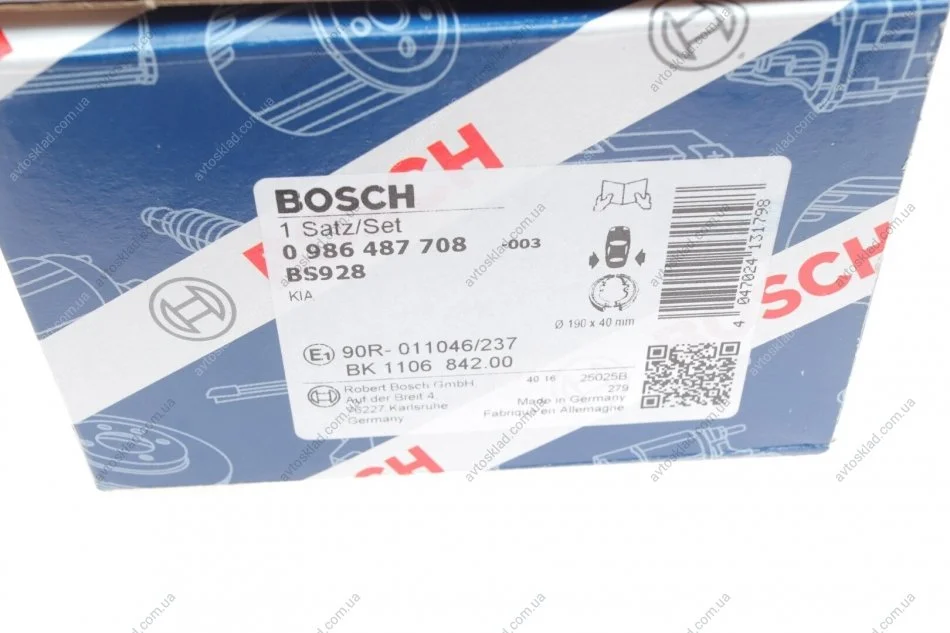 BOSCH
1 Satz/Set
0 986 487 708 -003
BS928
KIA
Ø 190 x 40 mm
4 047024 131798
E1 90R- 011046/237
BK 1106 842.00
Robert Bosch GmbH
Auf der Breit 4,
76227 Karlsruhe
Germany
40 16 25025B
279
Made in Germany
Fabriqué en Allemagne
BOSCH
BOSCH
avtosklad.com.ua